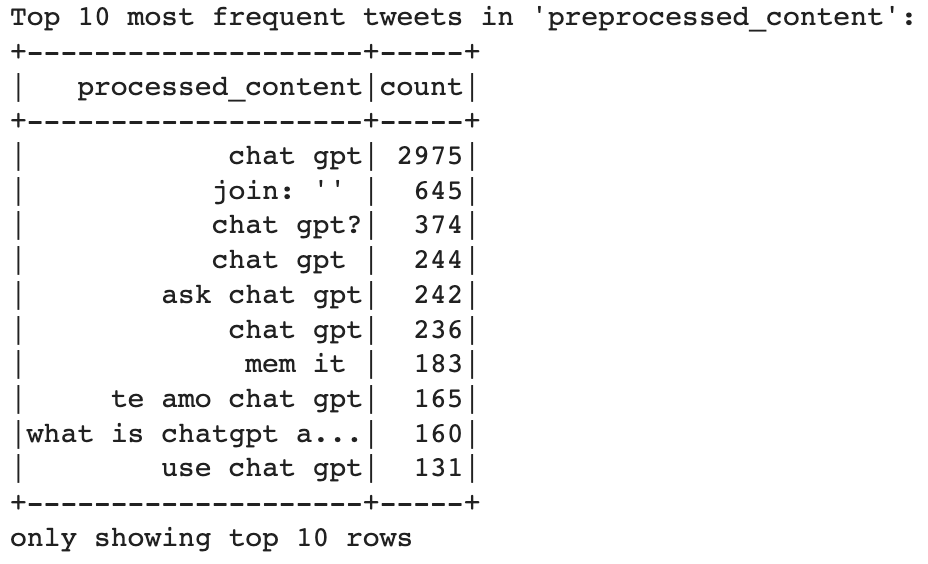 Top 10 most frequent tweets in 'preprocessed_content':
+--------------------+-----+
|   processed_content|count|
+--------------------+-----+
|            chat gpt| 2975|
|           join: '' |  645|
|           chat gpt?|  374|
|           chat gpt |  244|
|        ask chat gpt|  242|
|            chat gpt|  236|
|             mem it |  183|
|     te amo chat gpt|  165|
|what is chatgpt a...|  160|
|        use chat gpt|  131|
+--------------------+-----+
only showing top 10 rows